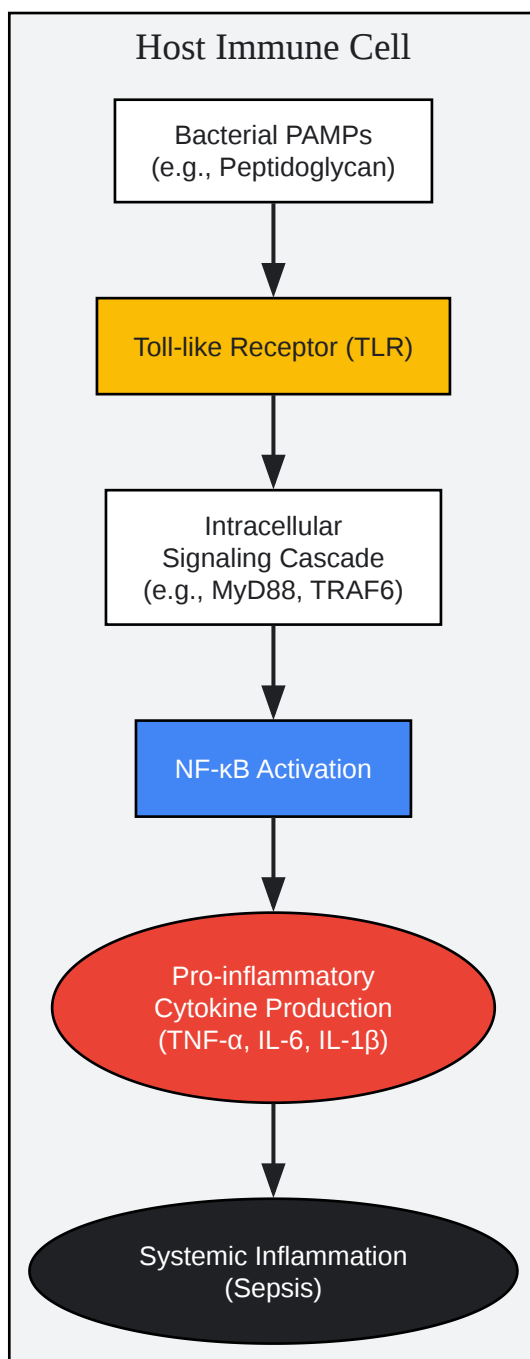 Host Immune Cell
Bacterial PAMPs
(e.g., Peptidoglycan)
Toll-like Receptor (TLR)
Intracellular
Signaling Cascade
(e.g., MyD88, TRAF6)
NF-κB Activation
Pro-inflammatory
Cytokine Production
(TNF-α, IL-6, IL-1β)
Systemic Inflammation
(Sepsis)